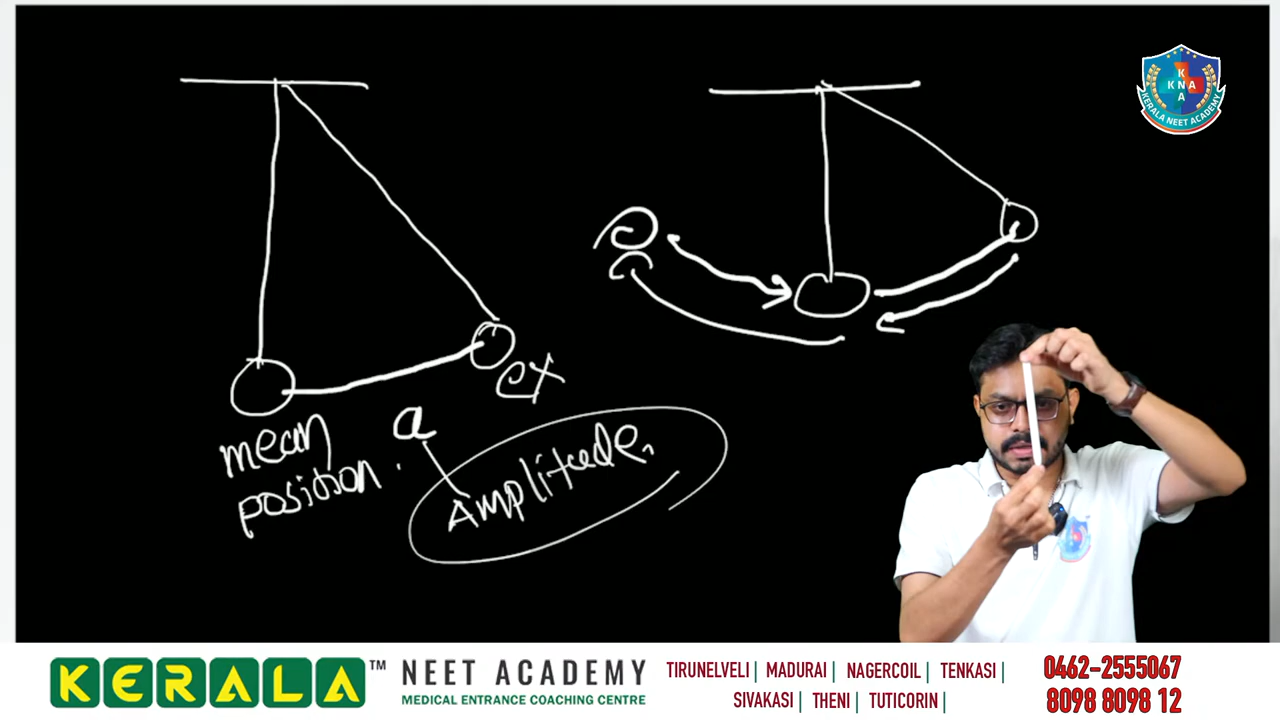 KNA
KERALA NEET ACADEMY
e
ex
a
mean
position.
Amplitude.
KERALA™
NEET ACADEMY
MEDICAL ENTRANCE COACHING CENTRE
TIRUNELVELI | MADURAI | NAGERCOIL | TENKASI |
SIVAKASI | THENI | TUTICORIN |
0462-2555067
8098 8098 12